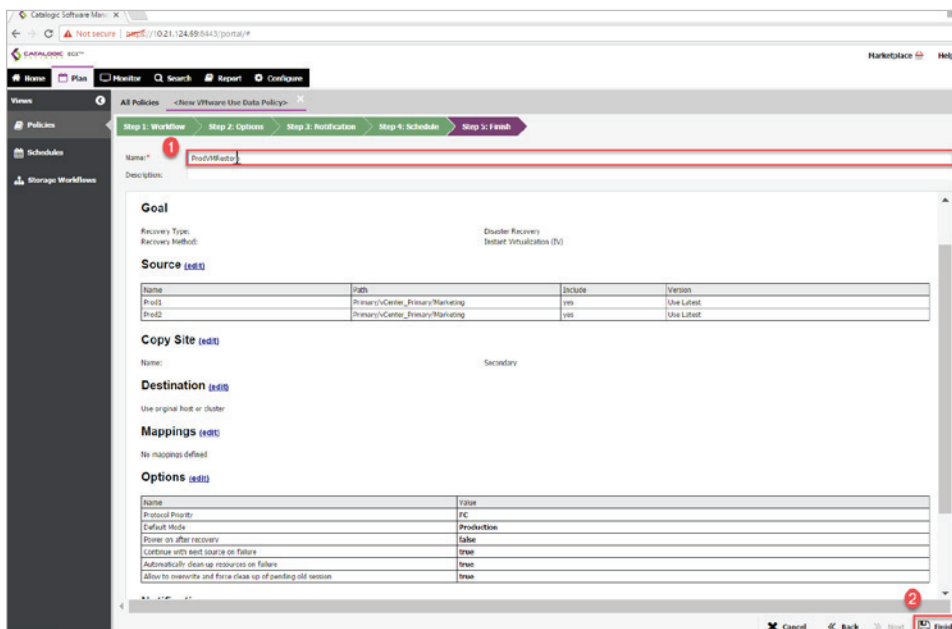 Catalogic Software Mana
Not secure | https://10.21.124.69:8443/portal/#
CATALOGIC ECX™ Marketplace Help
Home Plan Monitor Search Report Configure
Views All Policies <New VMware Use Data Policy>
Policies Step 1: Workflow Step 2: Options Step 3: Notification Step 4: Schedule Step 5: Finish
1
Schedules Name:* ProdVMRestore
Storage Workflows Description:
Goal
Recovery Type: Disaster Recovery
Recovery Method: Instant Virtualization (IV)
Source (edit)
Name Path Include Version
Prod1 Primary/vCenter_Primary/Marketing yes Use Latest
Prod2 Primary/vCenter_Primary/Marketing yes Use Latest
Copy Site (edit)
Name: Secondary
Destination (edit)
Use original host or cluster
Mappings (edit)
No mappings defined
Options (edit)
Name Value
Protocol Priority FC
Default Mode Production
Power on after recovery false
Continue with next source on failure true
Automatically clean up resources on failure true
Allow to overwrite and force clean up of pending old session true
2
Cancel Back Next Finish